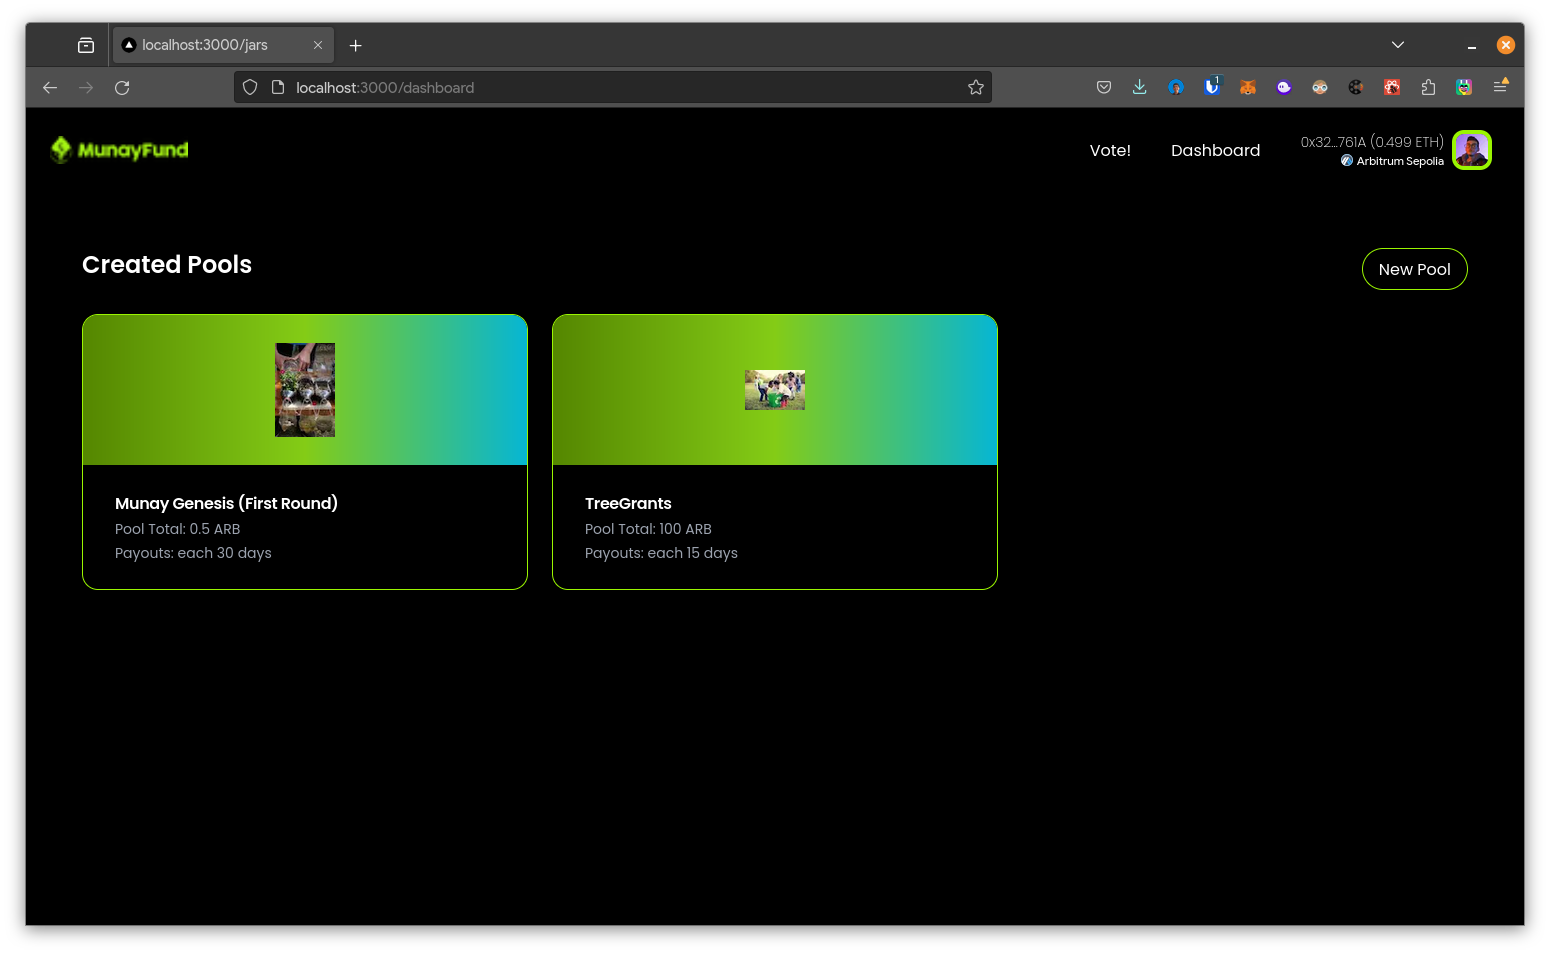 localhost:3000/jars
localhost:3000/dashboard
1
MunayFund
Vote!
Dashboard
0x32...761A (0.499 ETH)
Arbitrum Sepolia
Created Pools
New Pool
Munay Genesis (First Round)
Pool Total: 0.5 ARB
Payouts: each 30 days
TreeGrants
Pool Total: 100 ARB
Payouts: each 15 days